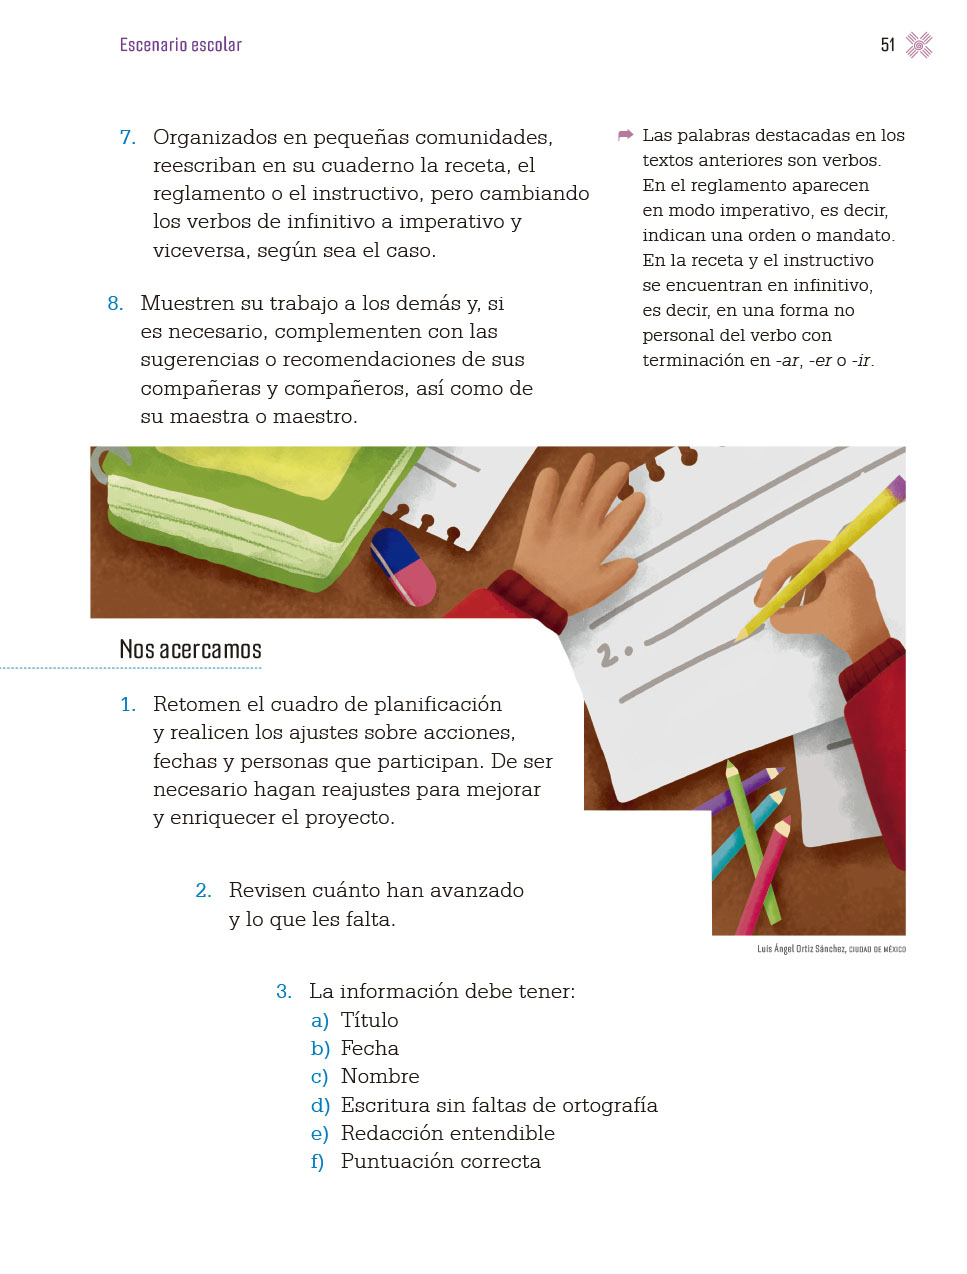 Escenario escolar
51
7. Organizados en pequeñas comunidades,
reescriban en su cuaderno la receta, el
reglamento o el instructivo, pero cambiando
los verbos de infinitivo a imperativo y
viceversa, según sea el caso.
8. Muestren su trabajo a los demás y, si
es necesario, complementen con las
sugerencias o recomendaciones de sus
compañeras y compañeros, así como de
su maestra o maestro.
Las palabras destacadas en los
textos anteriores son verbos.
En el reglamento aparecen
en modo imperativo, es decir,
indican una orden o mandato.
En la receta y el instructivo
se encuentran en infinitivo,
es decir, en una forma no
personal del verbo con
terminación en -ar, -er o -ir.
2.
Nos acercamos
1. Retomen el cuadro de planificación
y realicen los ajustes sobre acciones,
fechas y personas que participan. De ser
necesario hagan reajustes para mejorar
y enriquecer el proyecto.
2. Revisen cuánto han avanzado
y lo que les falta.
Luis Ángel Ortiz Sánchez, CIUDAD DE MÉXICO
3. La información debe tener:
a) Título
b) Fecha
c) Nombre
d) Escritura sin faltas de ortografía
e) Redacción entendible
f) Puntuación correcta